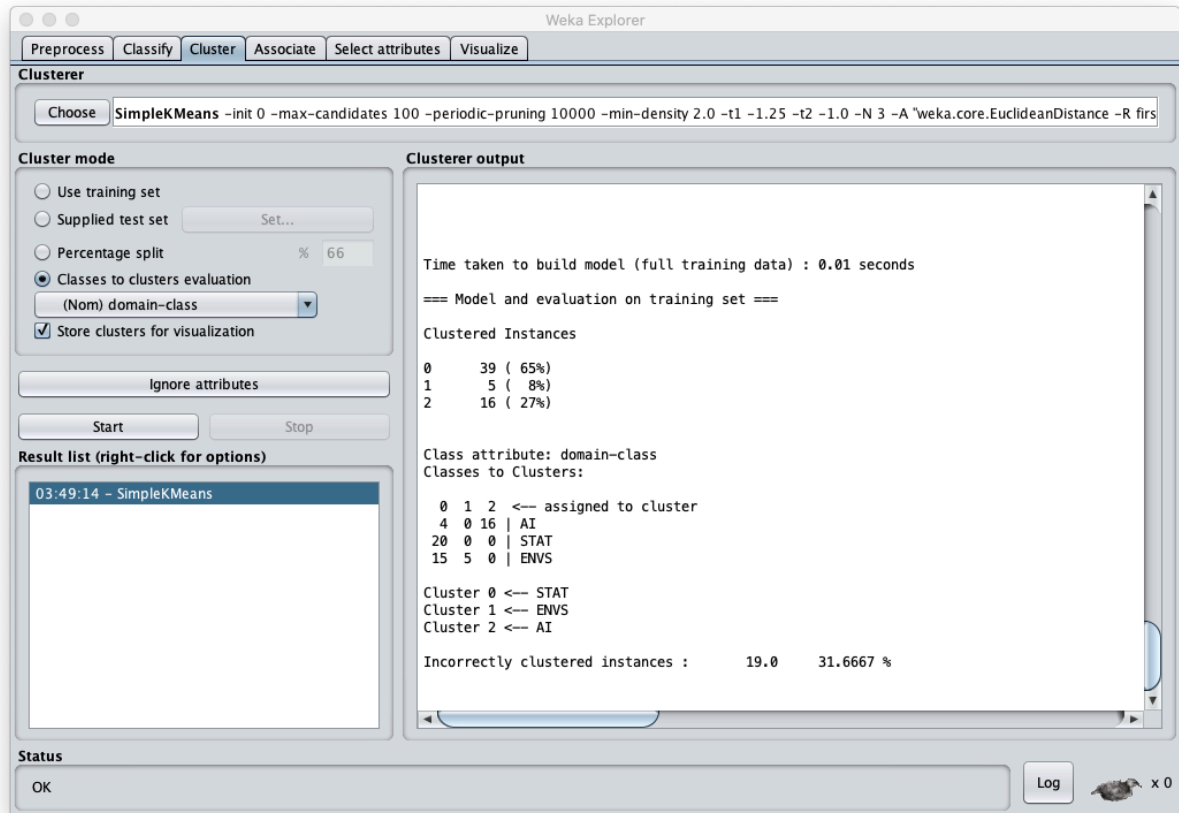 Weka Explorer
Preprocess Classify Cluster Associate Select attributes Visualize
Clusterer
Choose SimpleKMeans -init 0 -max-candidates 100 -periodic-pruning 10000 -min-density 2.0 -t1 -1.25 -t2 -1.0 -N 3 -A "weka.core.EuclideanDistance -R firs
Cluster mode
Use training set
Supplied test set Set...
Percentage split % 66
Classes to clusters evaluation
(Nom) domain-class
Store clusters for visualization
Ignore attributes
Start Stop
Result list (right-click for options)
03:49:14 - SimpleKMeans
Clusterer output
Time taken to build model (full training data) : 0.01 seconds
=== Model and evaluation on training set ===
Clustered Instances
0 39 ( 65%)
1 5 ( 8%)
2 16 ( 27%)
Class attribute: domain-class
Classes to Clusters:
0 1 2 <-- assigned to cluster
4 0 16 | AI
20 0 0 | STAT
15 5 0 | ENVS
Cluster 0 <-- STAT
Cluster 1 <-- ENVS
Cluster 2 <-- AI
Incorrectly clustered instances : 19.0 31.6667 %
Status
OK
Log
x 0